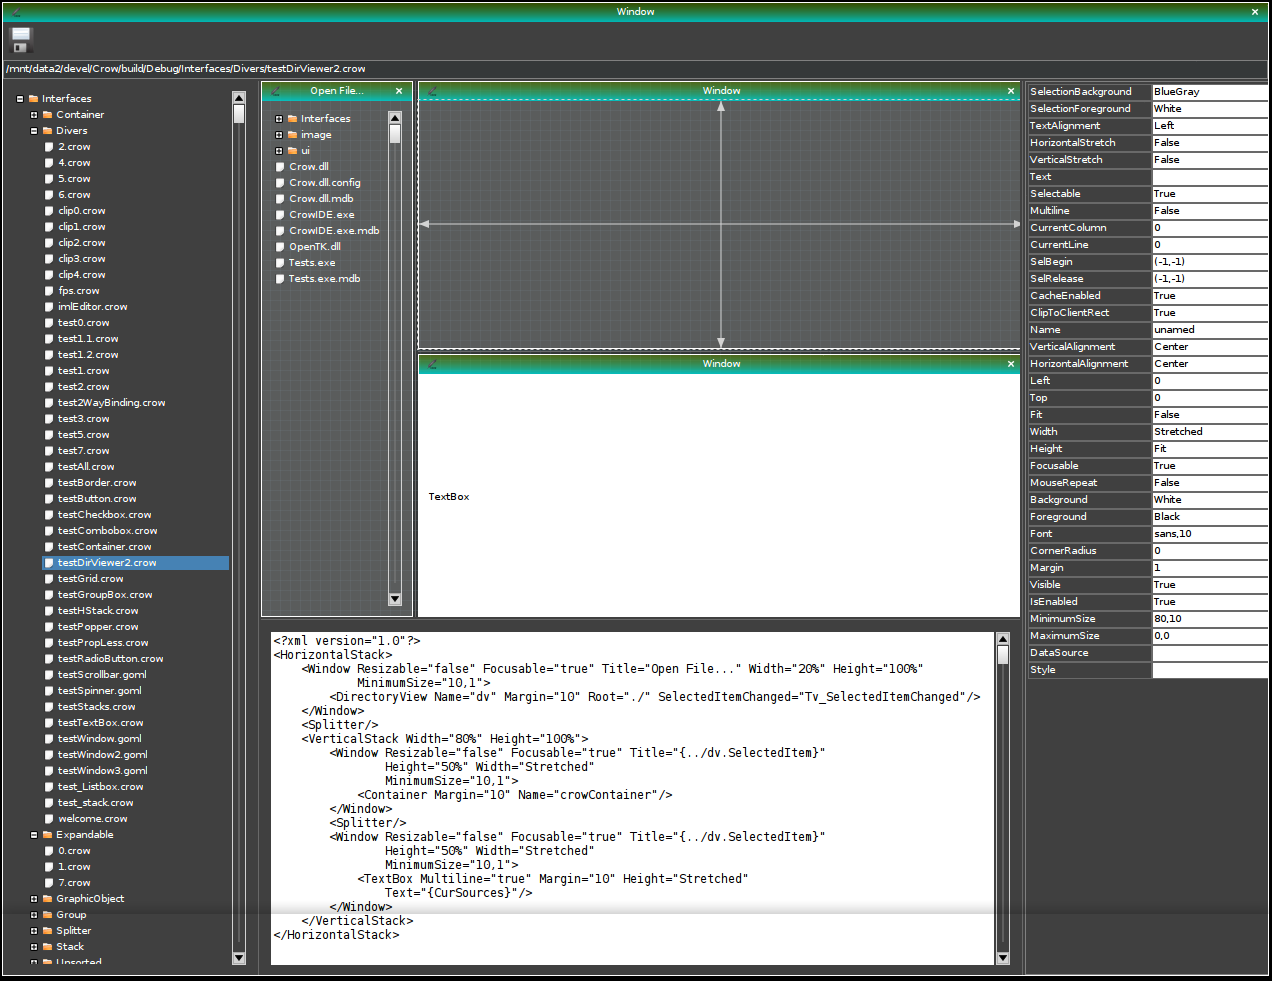 Window
/mnt/data2/devel/Crow/build/Debug/Interfaces/Divers/testDirViewer2.crow
Interfaces
Container
Divers
2.crow
4.crow
5.crow
6.crow
clip0.crow
clip1.crow
clip2.crow
clip3.crow
clip4.crow
fps.crow
imlEditor.crow
test0.crow
test1.1.crow
test1.2.crow
test1.crow
test2.crow
test2WayBinding.crow
test3.crow
test5.crow
test7.crow
testAll.crow
testBorder.crow
testButton.crow
testCheckbox.crow
testCombobox.crow
testContainer.crow
testDirViewer2.crow
testGrid.crow
testGroupBox.crow
testHStack.crow
testPopper.crow
testPropLess.crow
testRadioButton.crow
testScrollbar.goml
testSpinner.goml
testStacks.crow
testTextBox.crow
testWindow.goml
testWindow2.goml
testWindow3.goml
test_Listbox.crow
test_stack.crow
welcome.crow
Expandable
0.crow
1.crow
7.crow
GraphicObject
Group
Splitter
Stack
Unsorted
Open File...
Interfaces
image
ui
Crow.dll
Crow.dll.config
Crow.dll.mdb
CrowIDE.exe
CrowIDE.exe.mdb
OpenTK.dll
Tests.exe
Tests.exe.mdb
Window
Window
TextBox
<?xml version="1.0"?>
<HorizontalStack>
    <Window Resizable="false" Focusable="true" Title="Open File..." Width="20%" Height="100%"
            MinimumSize="10,1">
        <DirectoryView Name="dv" Margin="10" Root="./" SelectedItemChanged="Tv_SelectedItemChanged"/>
    </Window>
    <Splitter/>
    <VerticalStack Width="80%" Height="100%">
        <Window Resizable="false" Focusable="true" Title="{../dv.SelectedItem}"
                Height="50%" Width="Stretched"
                MinimumSize="10,1">
            <Container Margin="10" Name="crowContainer"/>
        </Window>
        <Splitter/>
        <Window Resizable="false" Focusable="true" Title="{../dv.SelectedItem}"
                Height="50%" Width="Stretched"
                MinimumSize="10,1">
            <TextBox Multiline="true" Margin="10" Height="Stretched"
                Text="{CurSources}"/>
        </Window>
    </VerticalStack>
</HorizontalStack>
SelectionBackground BlueGray
SelectionForeground White
TextAlignment Left
HorizontalStretch False
VerticalStretch False
Text
Selectable True
Multiline False
CurrentColumn 0
CurrentLine 0
SelBegin (-1,-1)
SelRelease (-1,-1)
CacheEnabled True
ClipToClientRect True
Name unamed
VerticalAlignment Center
HorizontalAlignment Center
Left 0
Top 0
Fit False
Width Stretched
Height Fit
Focusable True
MouseRepeat False
Background White
Foreground Black
Font sans,10
CornerRadius 0
Margin 1
Visible True
IsEnabled True
MinimumSize 80,10
MaximumSize 0,0
DataSource
Style